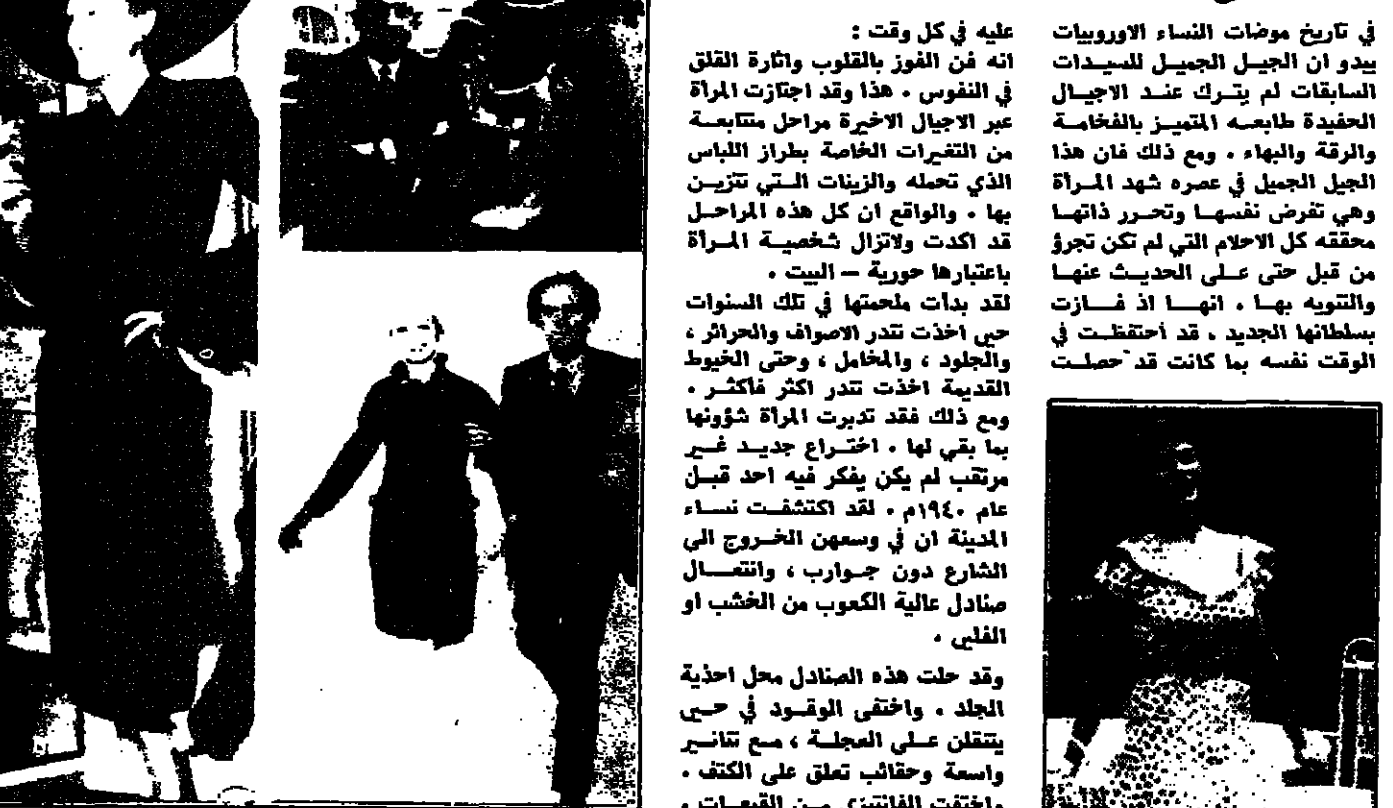 في تاريخ موضات النساء الاوروبيات
يبدو ان الجيل الجميل للسيدات
السابقات لم يترك عند الاجيال
الحفيدة طابعه المتميز بالفخامة
والرقة والبهاء . ومع ذلك فان هذا
الجيل الجميل في عصره شهد المرأة
وهي تفرض نفسها وتحرر ذاتها
محققه كل الاحلام التي لم تكن تجرؤ
من قبل حتى على الحديث عنها
والتنويه بها . انها اذ فازت
بسلطانها الجديد ، قد احتفظت في
الوقت نفسه بما كانت قد حصلت
عليه في كل وقت :
انه فن الفوز بالقلوب واثارة القلق
في النفوس . هذا وقد اجتازت المرأة
عبر الاجيال الاخيرة مراحل متتابعة
من التغيرات الخاصة بطراز اللباس
الذي تحمله والزينات التي تتزين
بها . والواقع ان كل هذه المراحل
قد اكدت ولاتزال شخصية المرأة
باعتبارها حورية – البيت .
لقد بدأت ملحمتها في تلك السنوات
حين اخذت تندر الاصواف والحرائر ،
والجلود ، والمخامل ، وحتى الخيوط
القديمة اخذت تندر اكثر فأكثر .
ومع ذلك فقد تدبرت المرأة شؤونها
بما بقي لها . اختراع جديد غير
مرتقب لم يكن يفكر فيه احد قبل
عام ١٩٤٠م . لقد اكتشفت نساء
المدينة ان في وسعهن الخروج الى
الشارع دون جوارب ، وانتعال
صنادل عالية الكعوب من الخشب او
الفلين .
وقد حلت هذه الصنادل محل احذية
الجلد . واختفى الوقود في حين
يتنقلن على العجلة ، مع تنانير
واسعة وحقائب تعلق على الكتف .
واختفت الفانتيزي من القبعات .